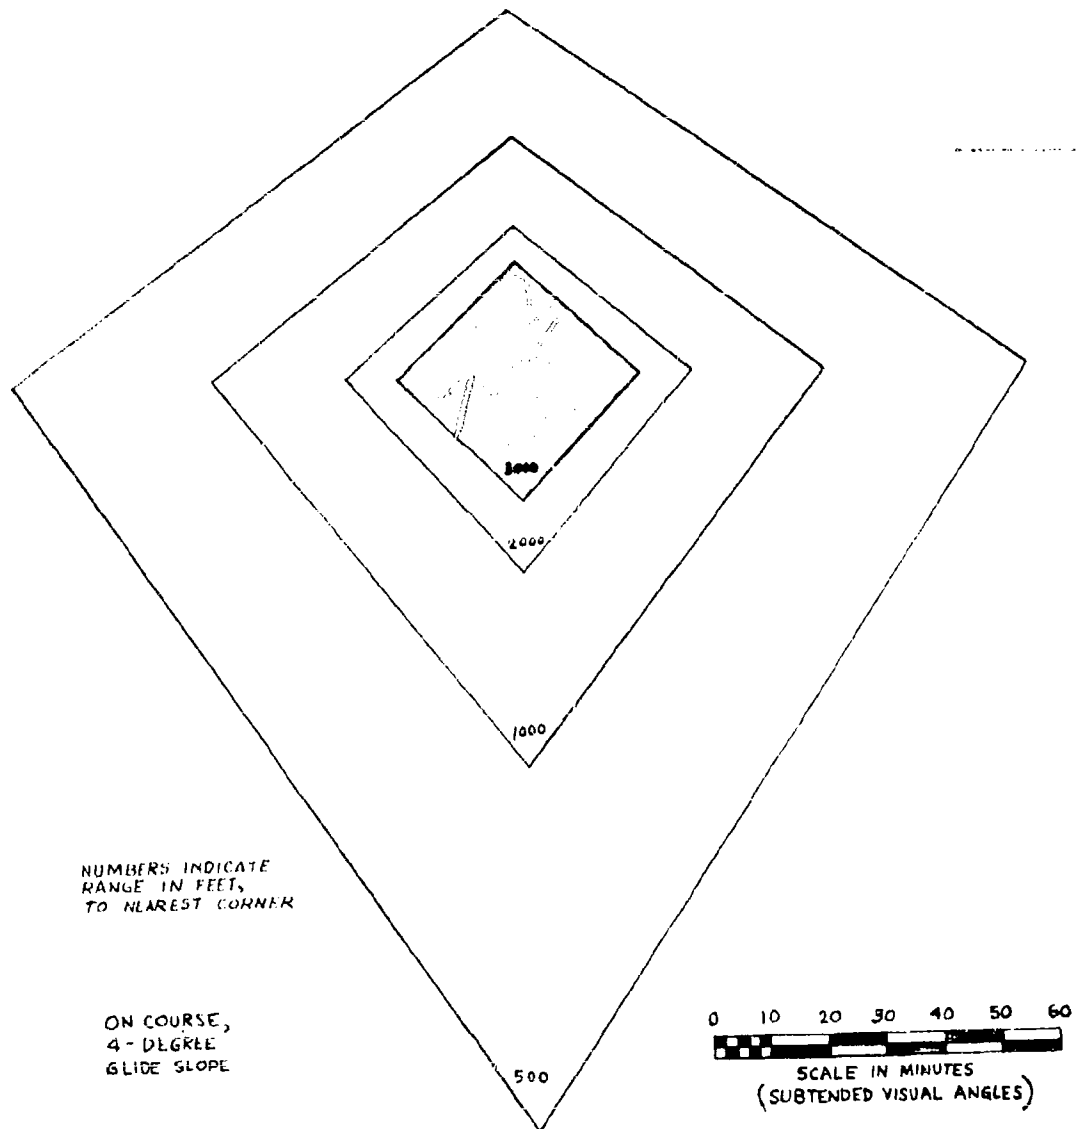 3000
2000
1000
NUMBERS INDICATE
RANGE IN FEET,
TO NEAREST CORNER
ON COURSE,
4-DEGREE
GLIDE SLOPE
500
0 10 20 30 40 50 60
SCALE IN MINUTES
(SUBTENDED VISUAL ANGLES)